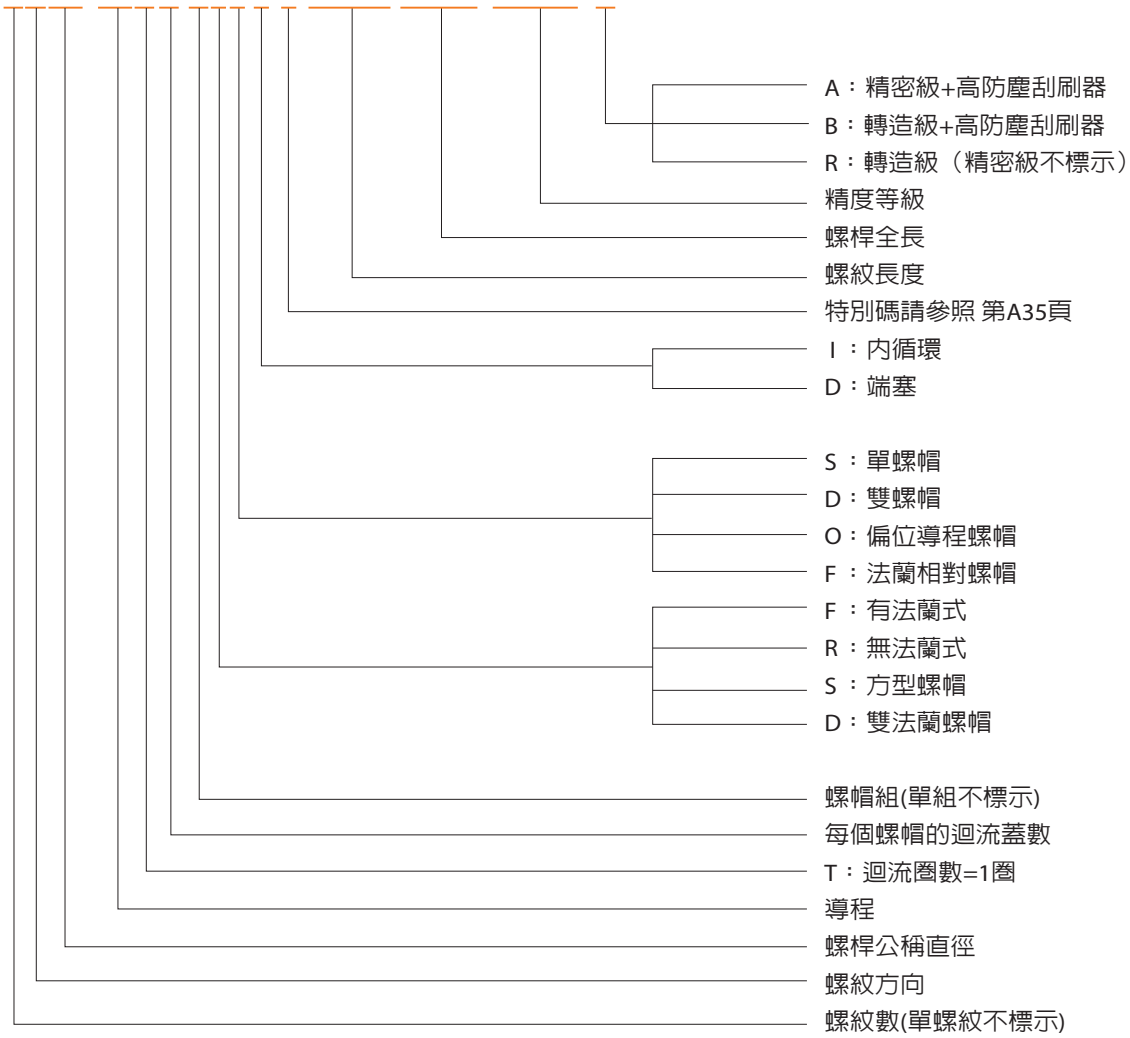 A：精密級+高防塵刮刷器
B：轉造級+高防塵刮刷器
R：轉造級（精密級不標示）
精度等級
螺桿全長
螺紋長度
特別碼請參照 第A35頁
I：內循環
D：端塞
S：單螺帽
D：雙螺帽
O：偏位導程螺帽
F：法蘭相對螺帽
F：有法蘭式
R：無法蘭式
S：方型螺帽
D：雙法蘭螺帽
螺帽組(單組不標示)
每個螺帽的迴流蓋數
T：迴流圈數=1圈
導程
螺桿公稱直徑
螺紋方向
螺紋數(單螺紋不標示)